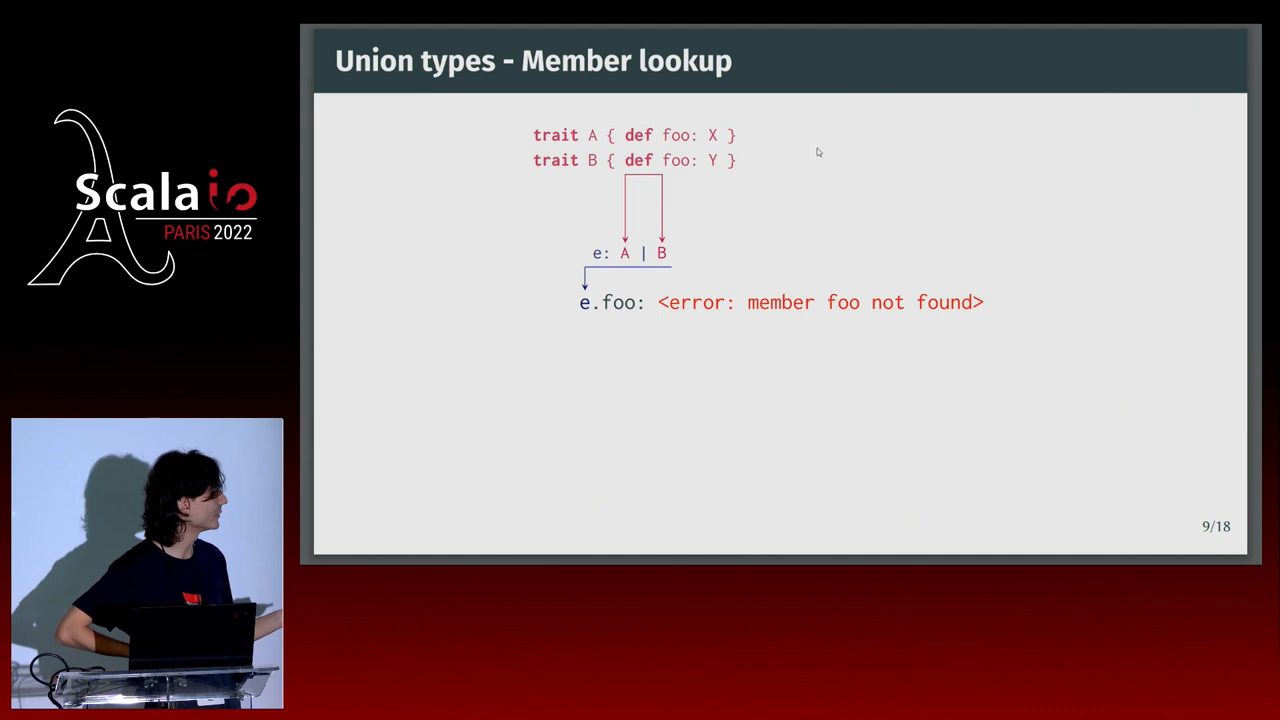 Scala io
PARIS 2022
Union types - Member lookup
trait A { def foo: X }
trait B { def foo: Y }
e: A | B
e.foo: <error: member foo not found>
9/18